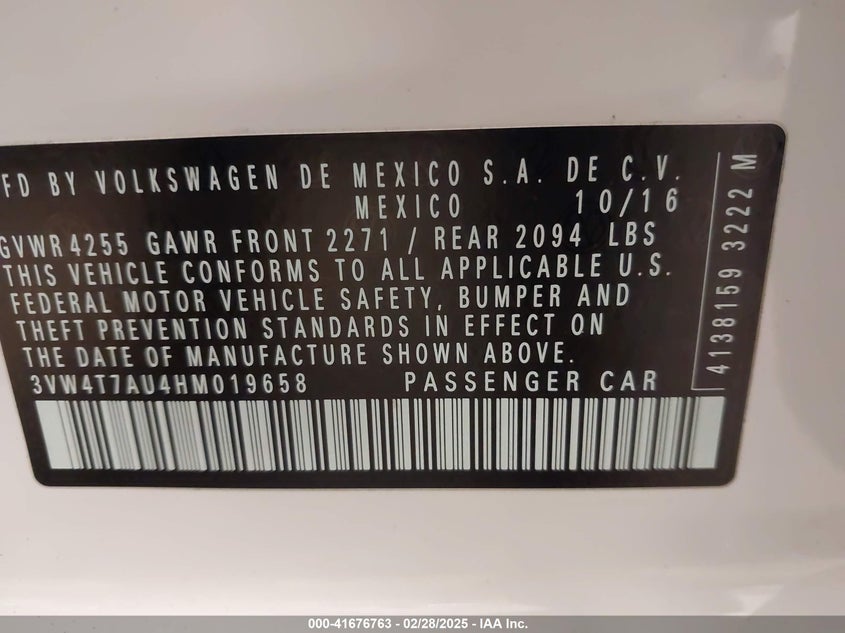 FD BY VOLKSWAGEN DE MEXICO S.A. DE C.V.
MEXICO 10/16
GVWR 4255 GAWR FRONT 2271 / REAR 2094 LBS
THIS VEHICLE CONFORMS TO ALL APPLICABLE U.S.
FEDERAL MOTOR VEHICLE SAFETY, BUMPER AND
THEFT PREVENTION STANDARDS IN EFFECT ON
THE DATE OF MANUFACTURE SHOWN ABOVE.
3VW4T7AU4HM019658 PASSENGER CAR
4138159 3222 M
000-41676763 - 02/28/2025 - IAA Inc.